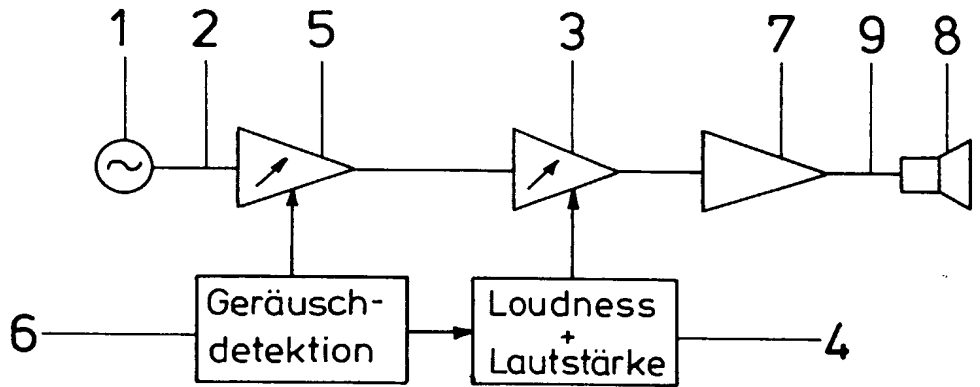 1 2 5 3 7 9 8
Geräusch-
detektion
Loudness
+
Lautstärke
6
4